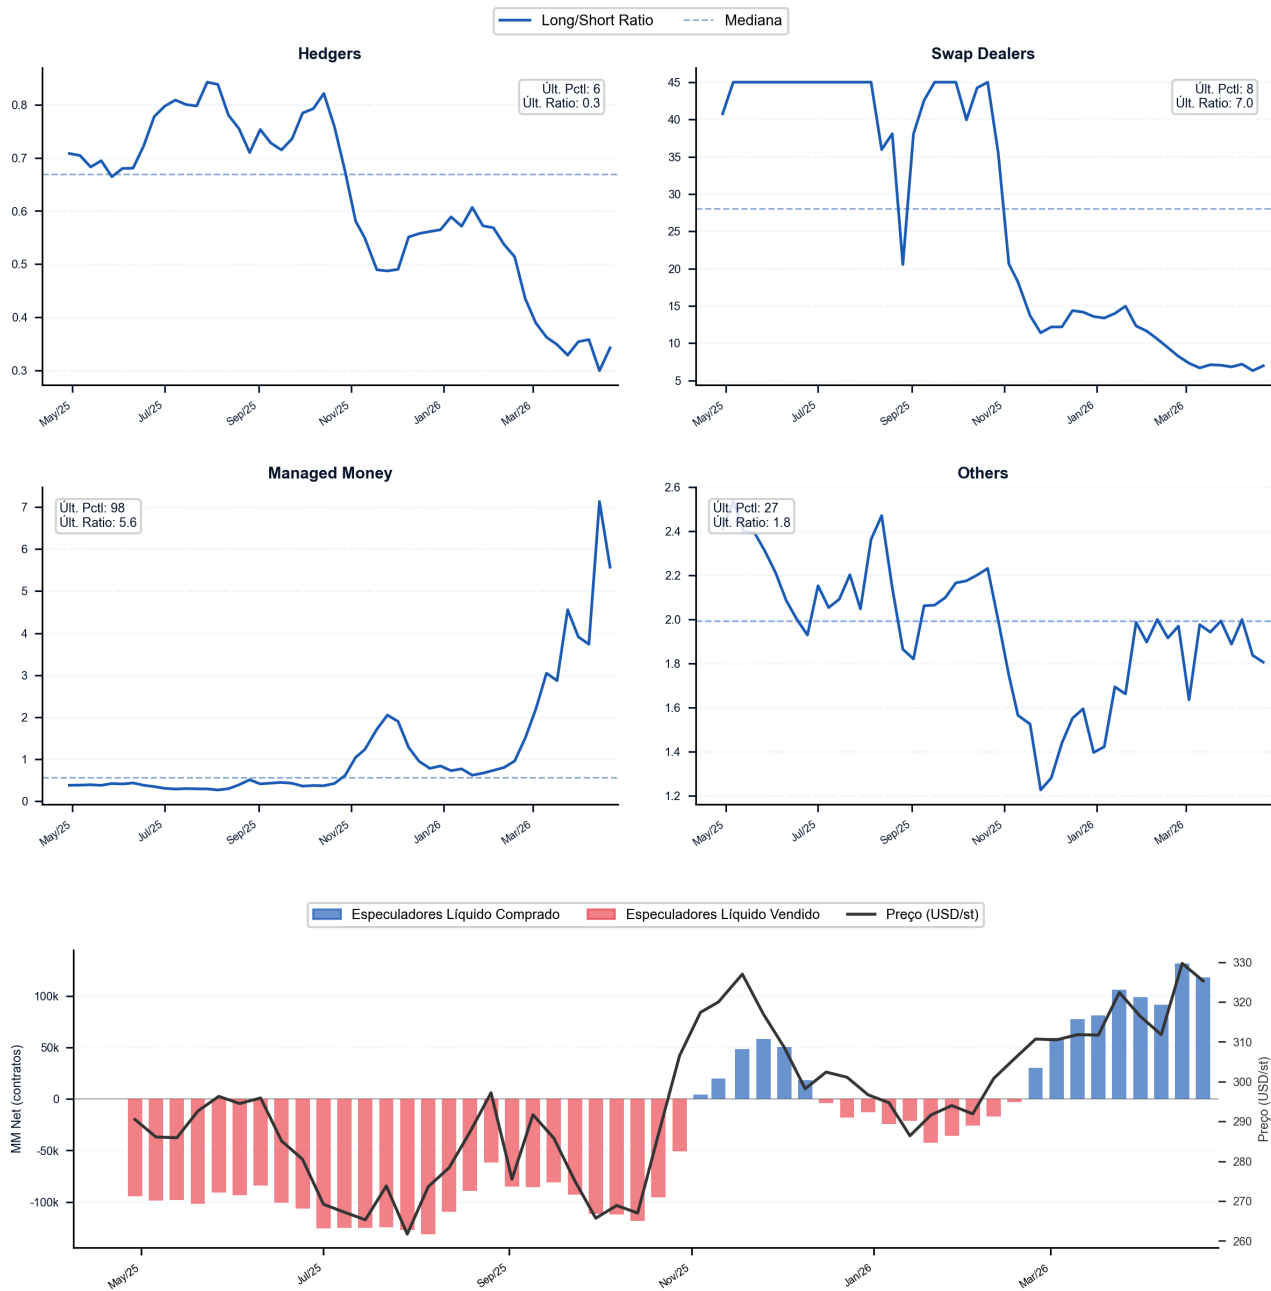 Long/Short Ratio
Mediana
Hedgers
Swap Dealers
Últ. Pctl: 6
Últ. Ratio: 0.3
Últ. Pctl: 8
Últ. Ratio: 7.0
0.8
0.7
0.6
0.5
0.4
0.3
May/25
Jul/25
Sep/25
Nov/25
Jan/26
Mar/26
45
40
35
30
25
20
15
10
5
May/25
Jul/25
Sep/25
Nov/25
Jan/26
Mar/26
Managed Money
Others
Últ. Pctl: 98
Últ. Ratio: 5.6
Últ. Pctl: 27
Últ. Ratio: 1.8
7
6
5
4
3
2
1
0
May/25
Jul/25
Sep/25
Nov/25
Jan/26
Mar/26
2.6
2.4
2.2
2.0
1.8
1.6
1.4
1.2
May/25
Jul/25
Sep/25
Nov/25
Jan/26
Mar/26
Especuladores Líquido Comprado
Especuladores Líquido Vendido
Preço (USD/st)
MM Net (contratos)
100k
50k
0
-50k
-100k
330
320
310
300
290
280
270
260
Preço (USD/st)
May/25
Jul/25
Sep/25
Nov/25
Jan/26
Mar/26